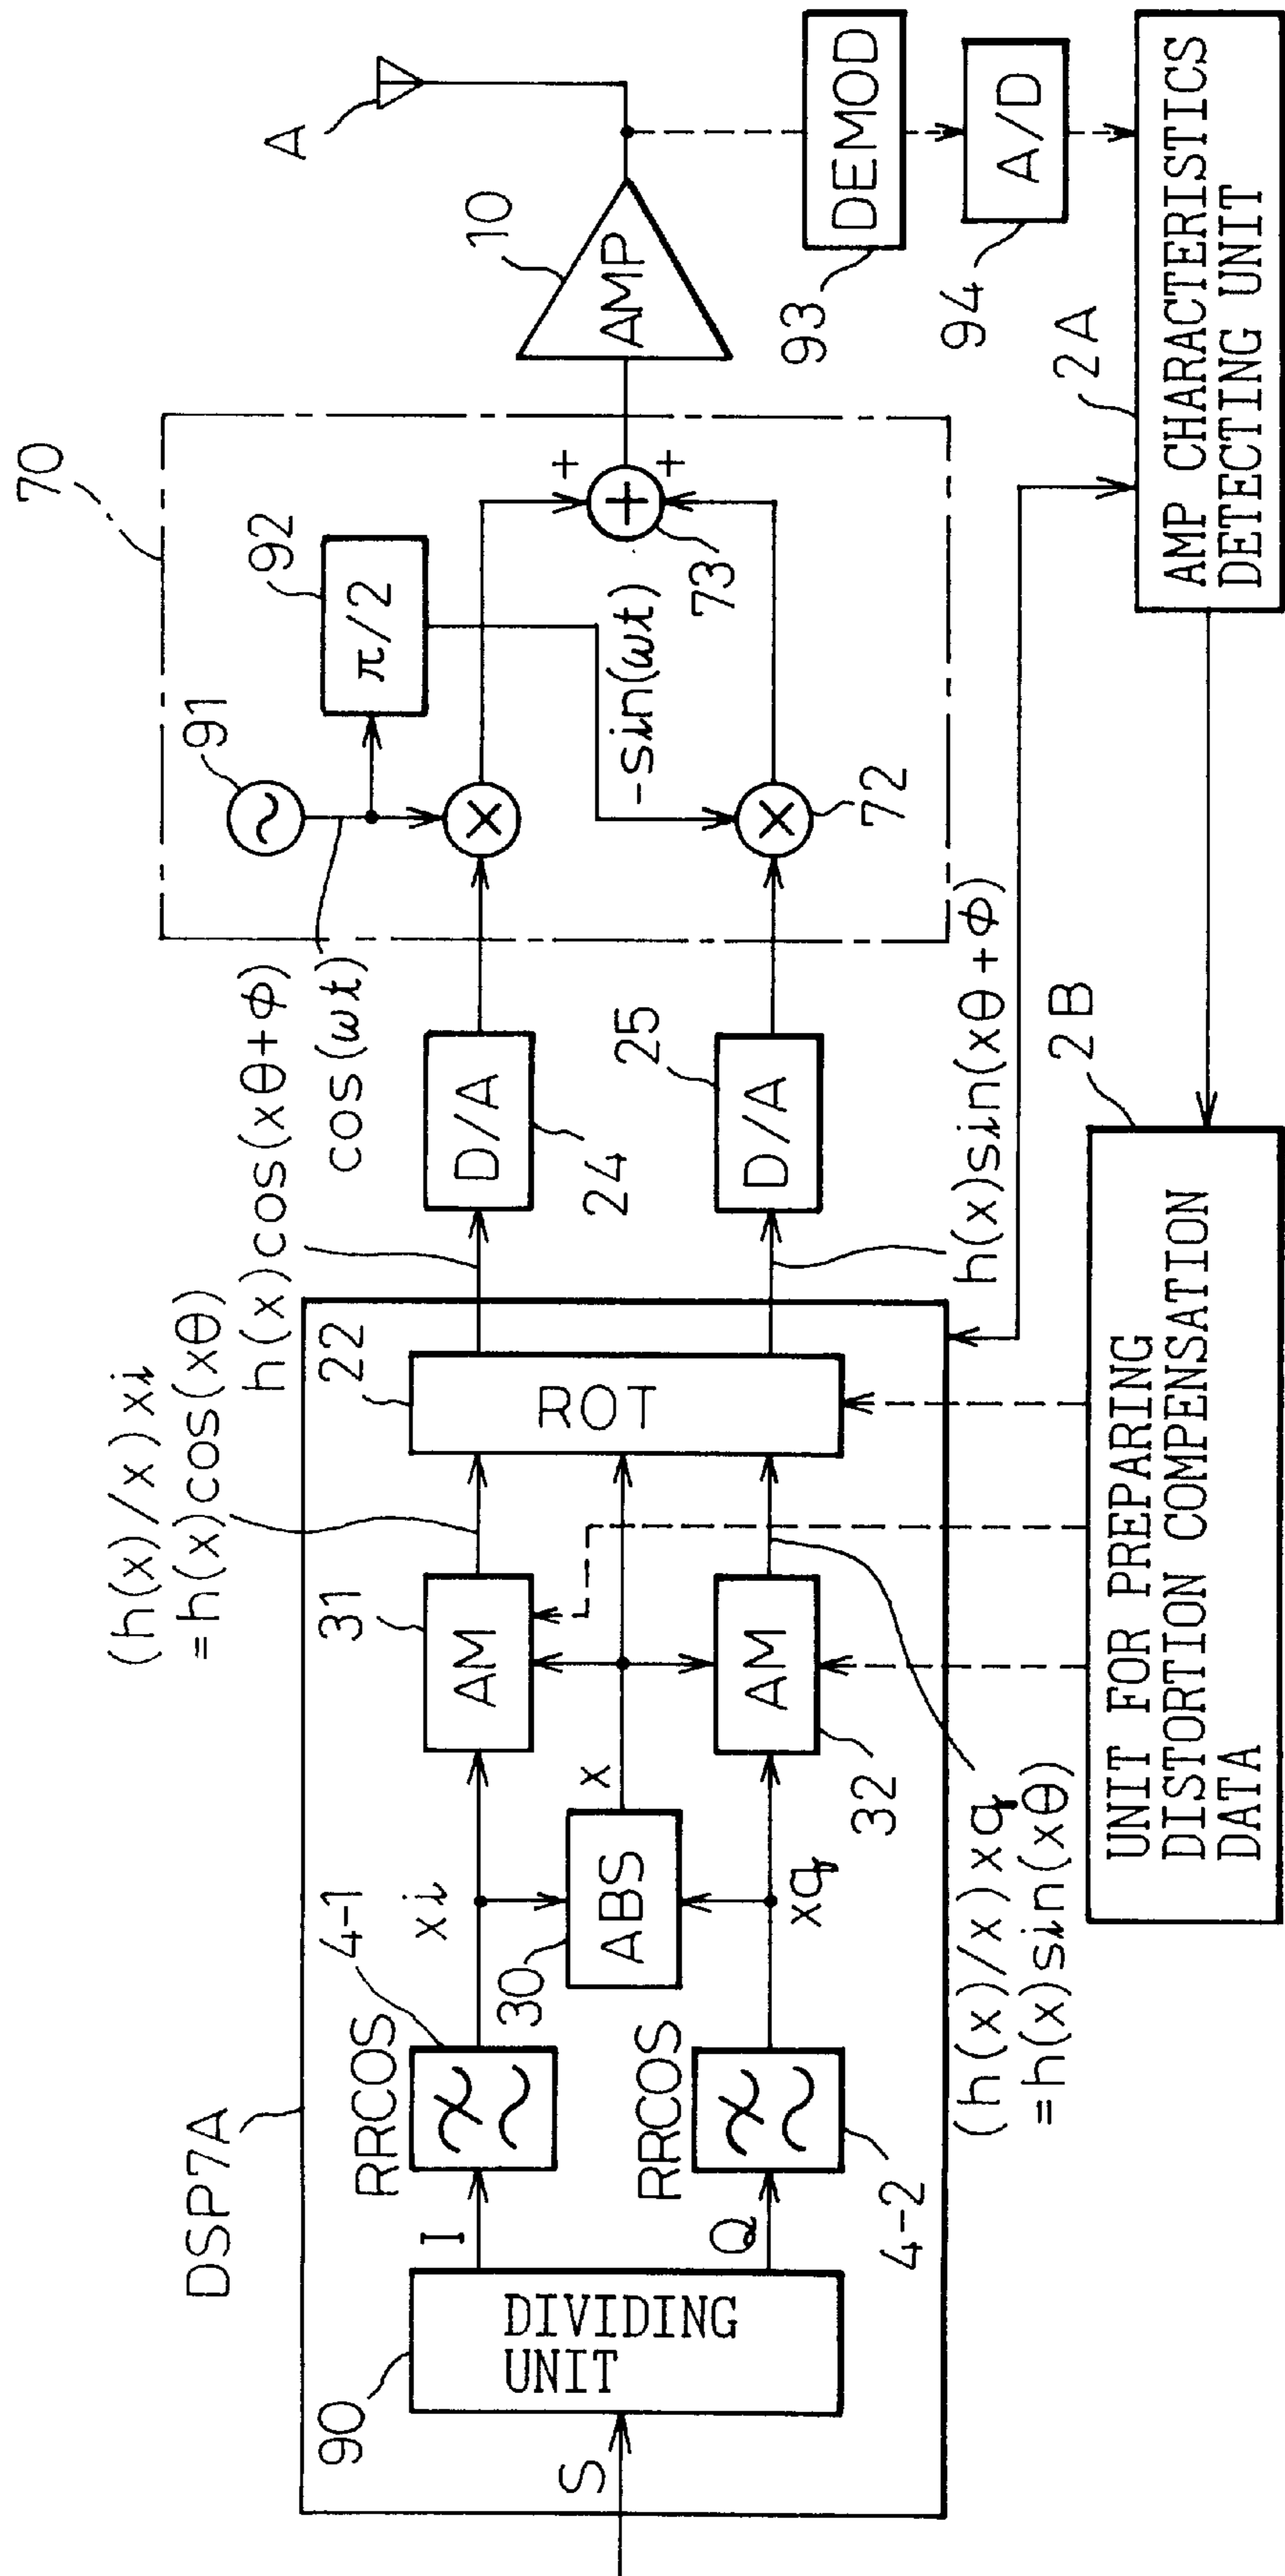 DSP7A
S
90
DIVIDING
UNIT
I
Q
RRCOS
4-1
RRCOS
4-2
xi
xq
30
ABS
x
31
AM
32
AM
(h(x)/x)xi
=h(x)cos(xθ)
(h(x)/x)xq
=h(x)sin(xθ)
22
ROT
h(x)cos(xθ+ϕ)
h(x)sin(xθ+ϕ)
cos(ωt)
D/A
24
25
D/A
70
91
~
92
π/2
-sin(ωt)
×
×
72
+
+
+
73
10
AMP
A
93
DEMOD
94
A/D
2A
AMP CHARACTERISTICS
DETECTING UNIT
2B
UNIT FOR PREPARING
DISTORTION COMPENSATION
DATA